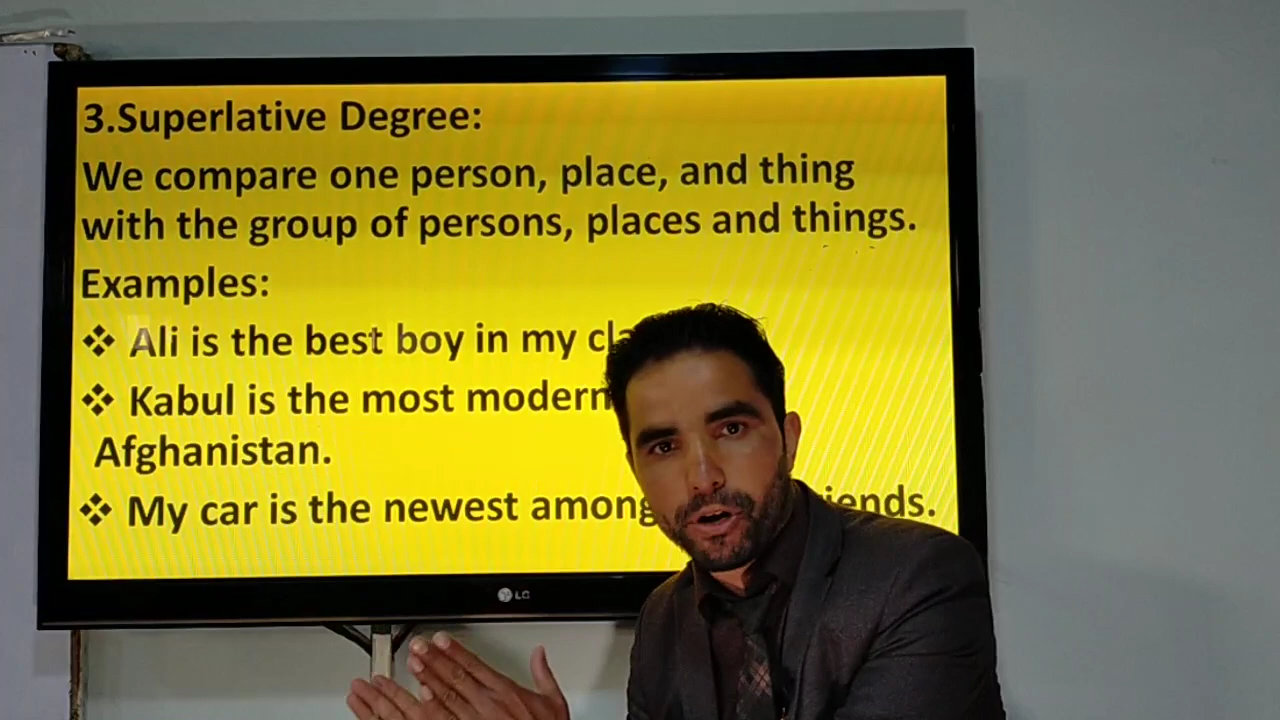 3.Superlative Degree:
We compare one person, place, and thing
with the group of persons, places and things.
Examples:
❖ Ali is the best boy in my
❖ Kabul is the most modern
Afghanistan.
❖ My car is the newest among
LG